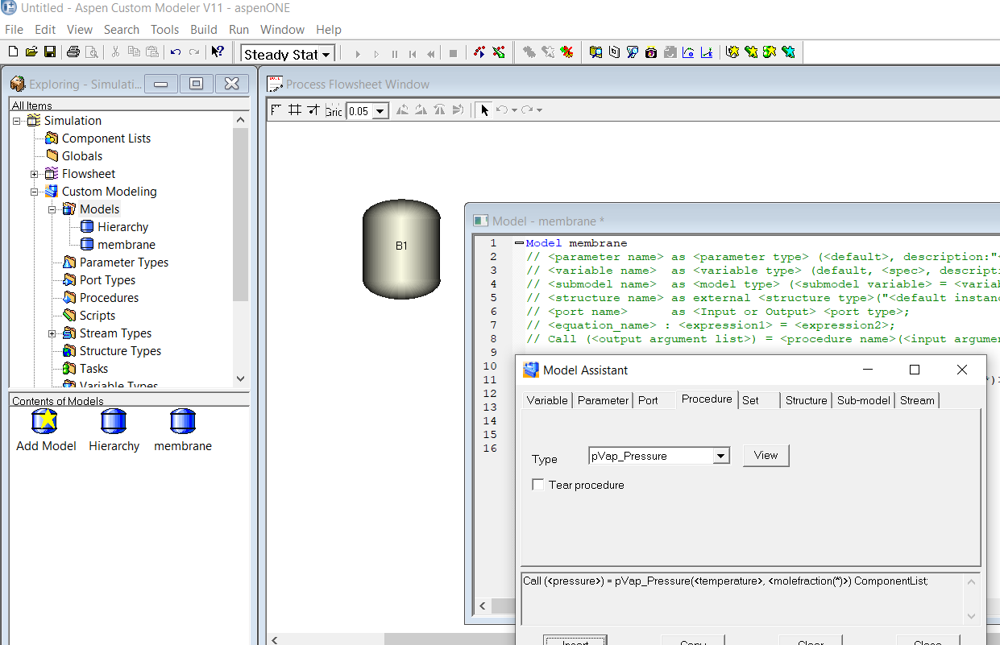 Untitled - Aspen Custom Modeler V11 - aspenONE
File Edit View Search Tools Build Run Window Help
Steady Stat
Exploring - Simulati...
Process Flowsheet Window
All Items
Gric 0.05
Simulation
Component Lists
Globals
Flowsheet
Custom Modeling
Models
Hierarchy
membrane
Parameter Types
Port Types
Procedures
Scripts
Stream Types
Structure Types
Tasks
Variable Types
Contents of Models
Add Model Hierarchy membrane
B1
Model - membrane *
1 Model membrane
2 // <parameter name> as <parameter type> (<default>, description:"<
3 // <variable name> as <variable type> (default, <spec>, descripti
4 // <submodel name> as <model type> (<submodel variable> = <varia
5 // <structure name> as external <structure type>("<default instan
6 // <port name> as <Input or Output> <port type>;
7 // <equation_name> : <expression1> = <expression2>;
8 // Call (<output argument list>) = <procedure name>(<input argume
9
10
11
12
13
14
15
16
Model Assistant
Variable Parameter Port Procedure Set Structure Sub-model Stream
Type pVap_Pressure View
Tear procedure
Call (<pressure>) = pVap_Pressure(<temperature>, <molefraction(*)>) ComponentList;
Insert Copy Clear Close